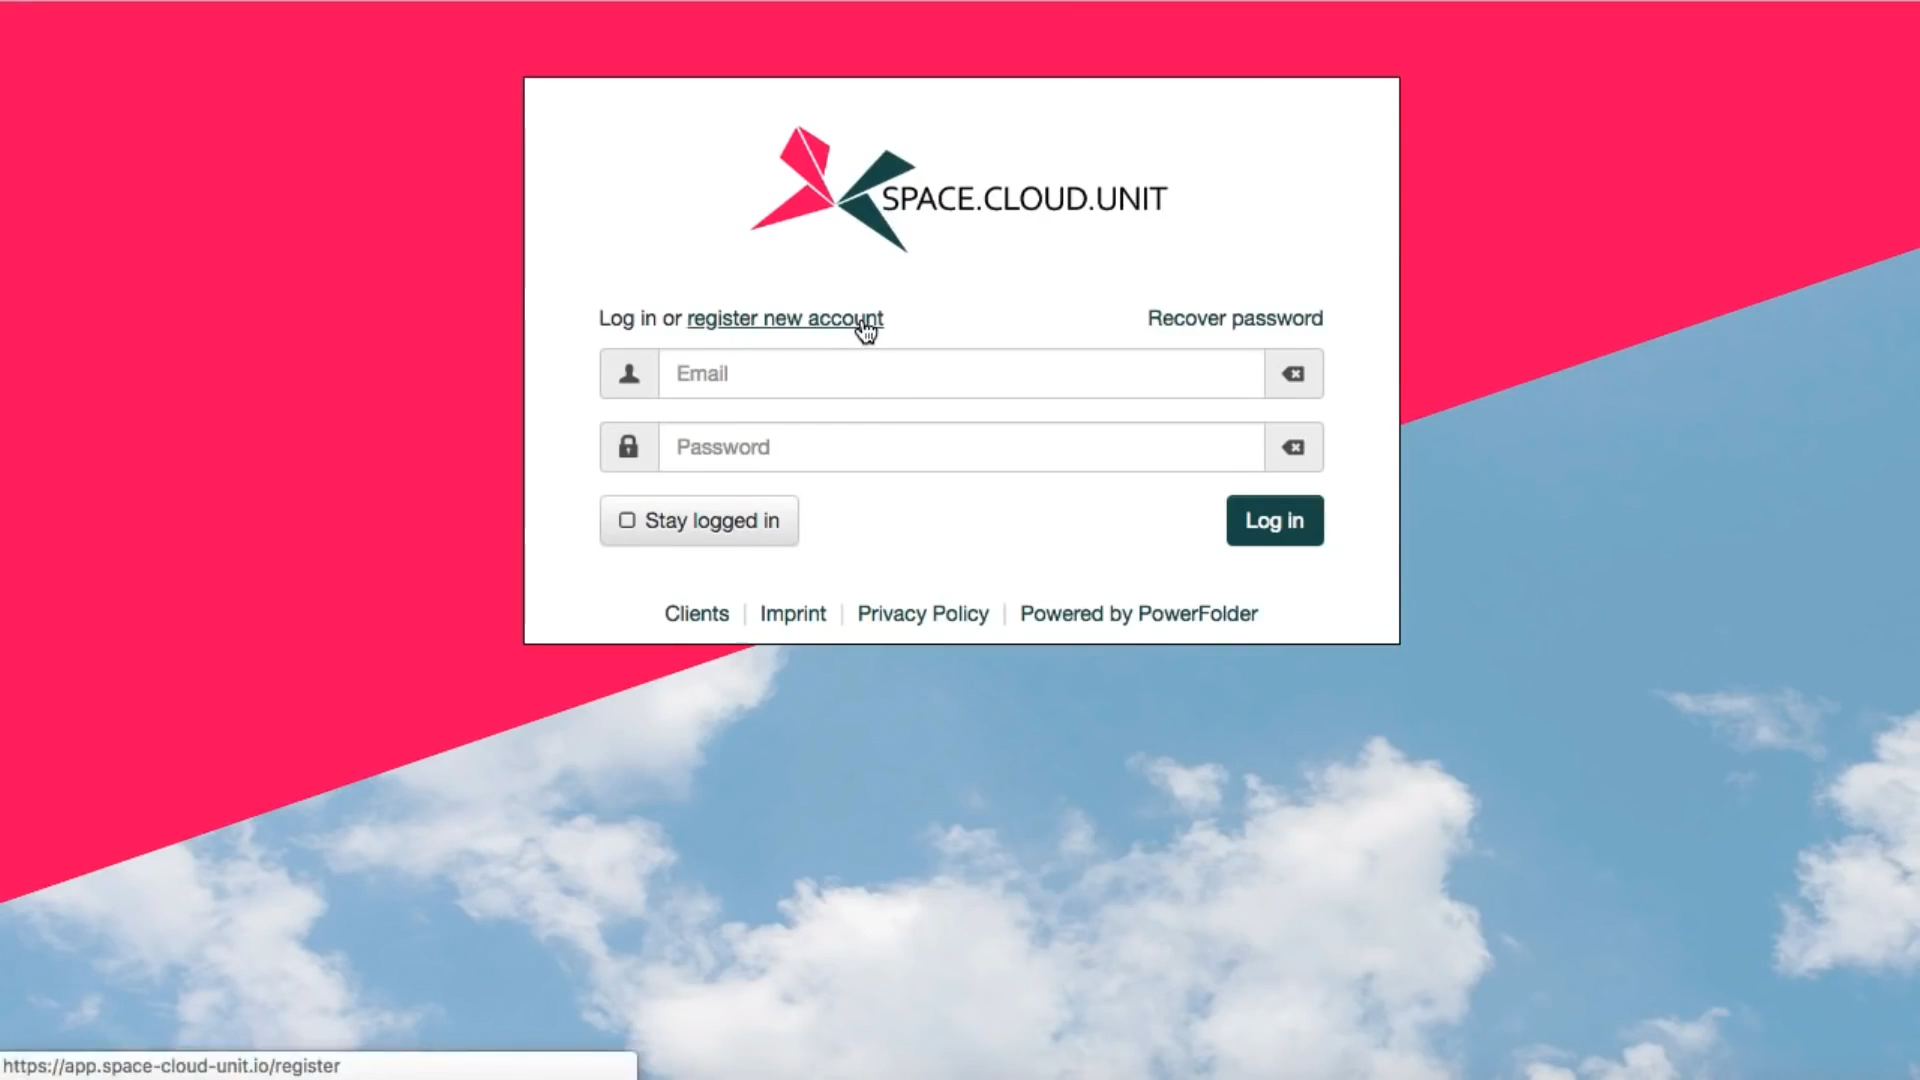 SPACE.CLOUD.UNIT
Log in or register new account
Recover password
Email
Password
Stay logged in
Log in
Clients | Imprint | Privacy Policy | Powered by PowerFolder
https://app.space-cloud-unit.io/register